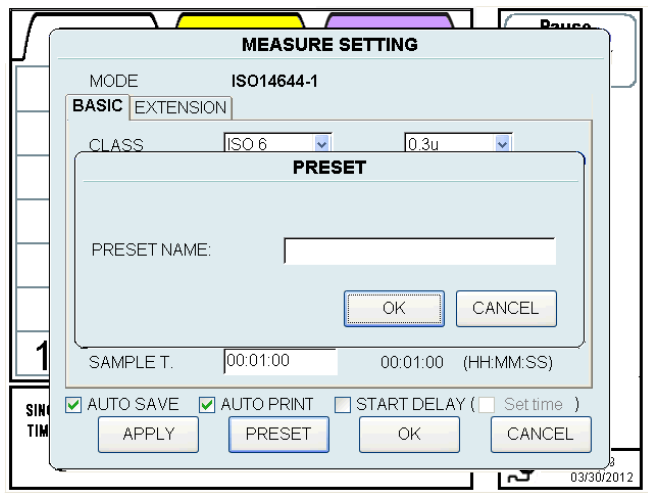 Pause
MEASURE SETTING
MODE ISO14644-1
BASIC EXTENSION
CLASS ISO 6 0.3u
PRESET
PRESET NAME:
OK CANCEL
1
SAMPLE T. 00:01:00 00:01:00 (HH:MM:SS)
AUTO SAVE AUTO PRINT START DELAY ( Set time )
APPLY PRESET OK CANCEL
03/30/2012